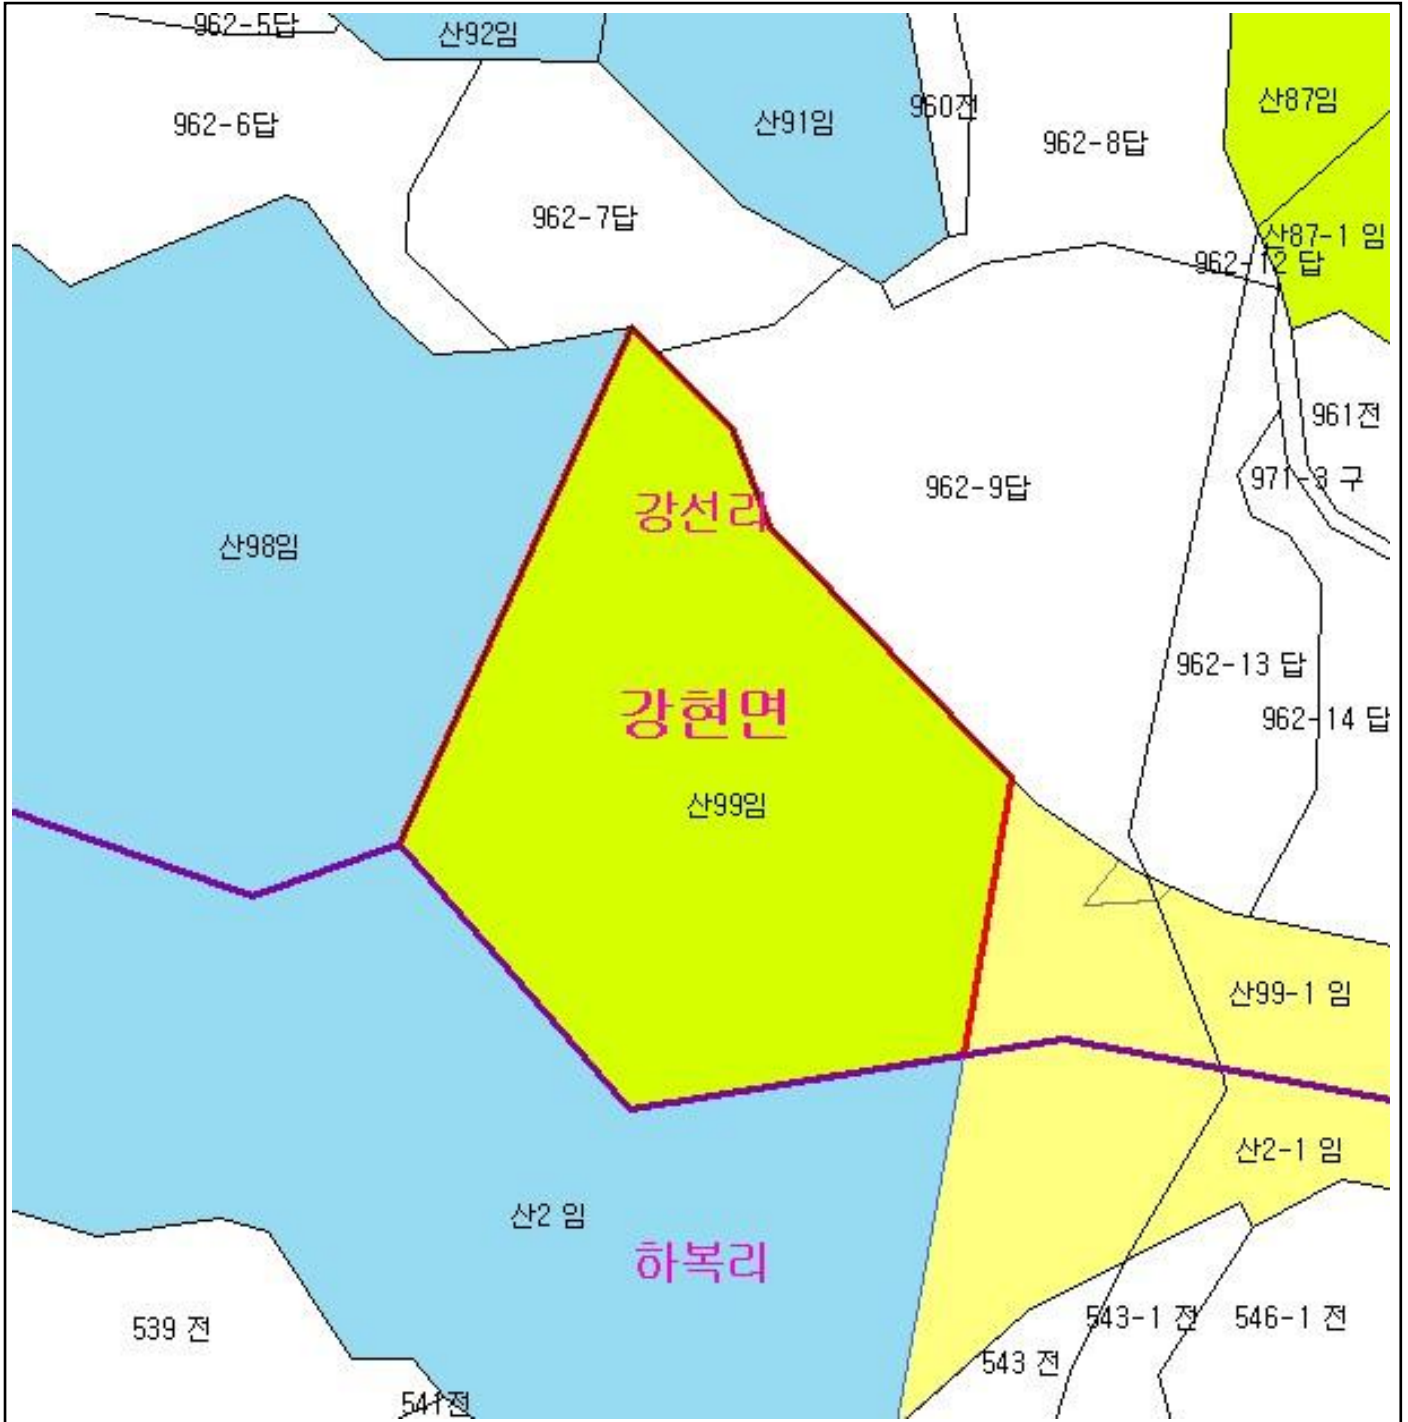 962-5답
산92임
962-6답
산91임
960전
962-8답
산87임
962-7답
산87-1 임
962-12 답
961전
971-3 구
962-9답
강선리
산98임
962-13 답
962-14 답
강현면
산99임
산99-1 임
산2-1 임
산2 임
하복리
539 전
543-1 전
546-1 전
543 전
541전